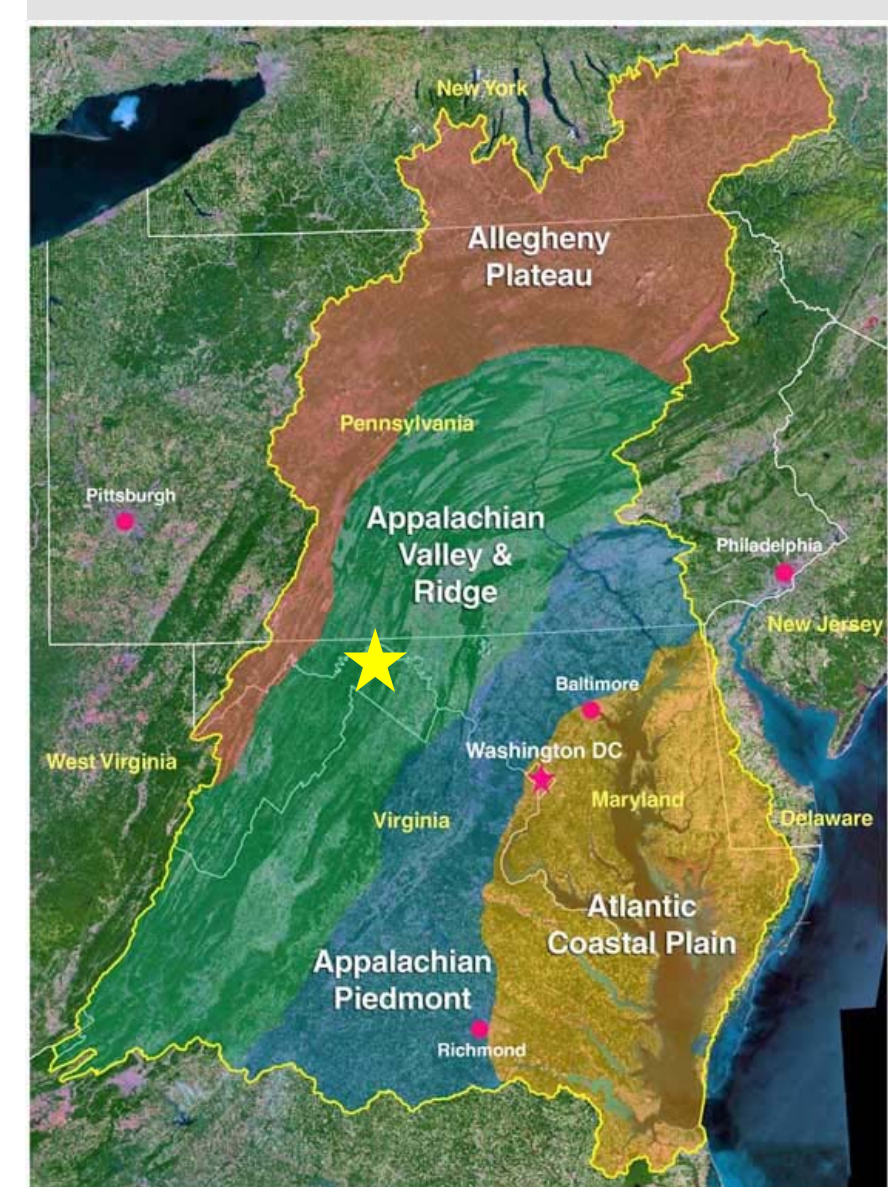 New York
Allegheny
Plateau
Pennsylvania
Pittsburgh
Appalachian
Valley &
Ridge
Philadelphia
New Jersey
Baltimore
Washington DC
West Virginia
Maryland
Virginia
Delaware
Atlantic
Coastal Plain
Appalachian
Piedmont
Richmond